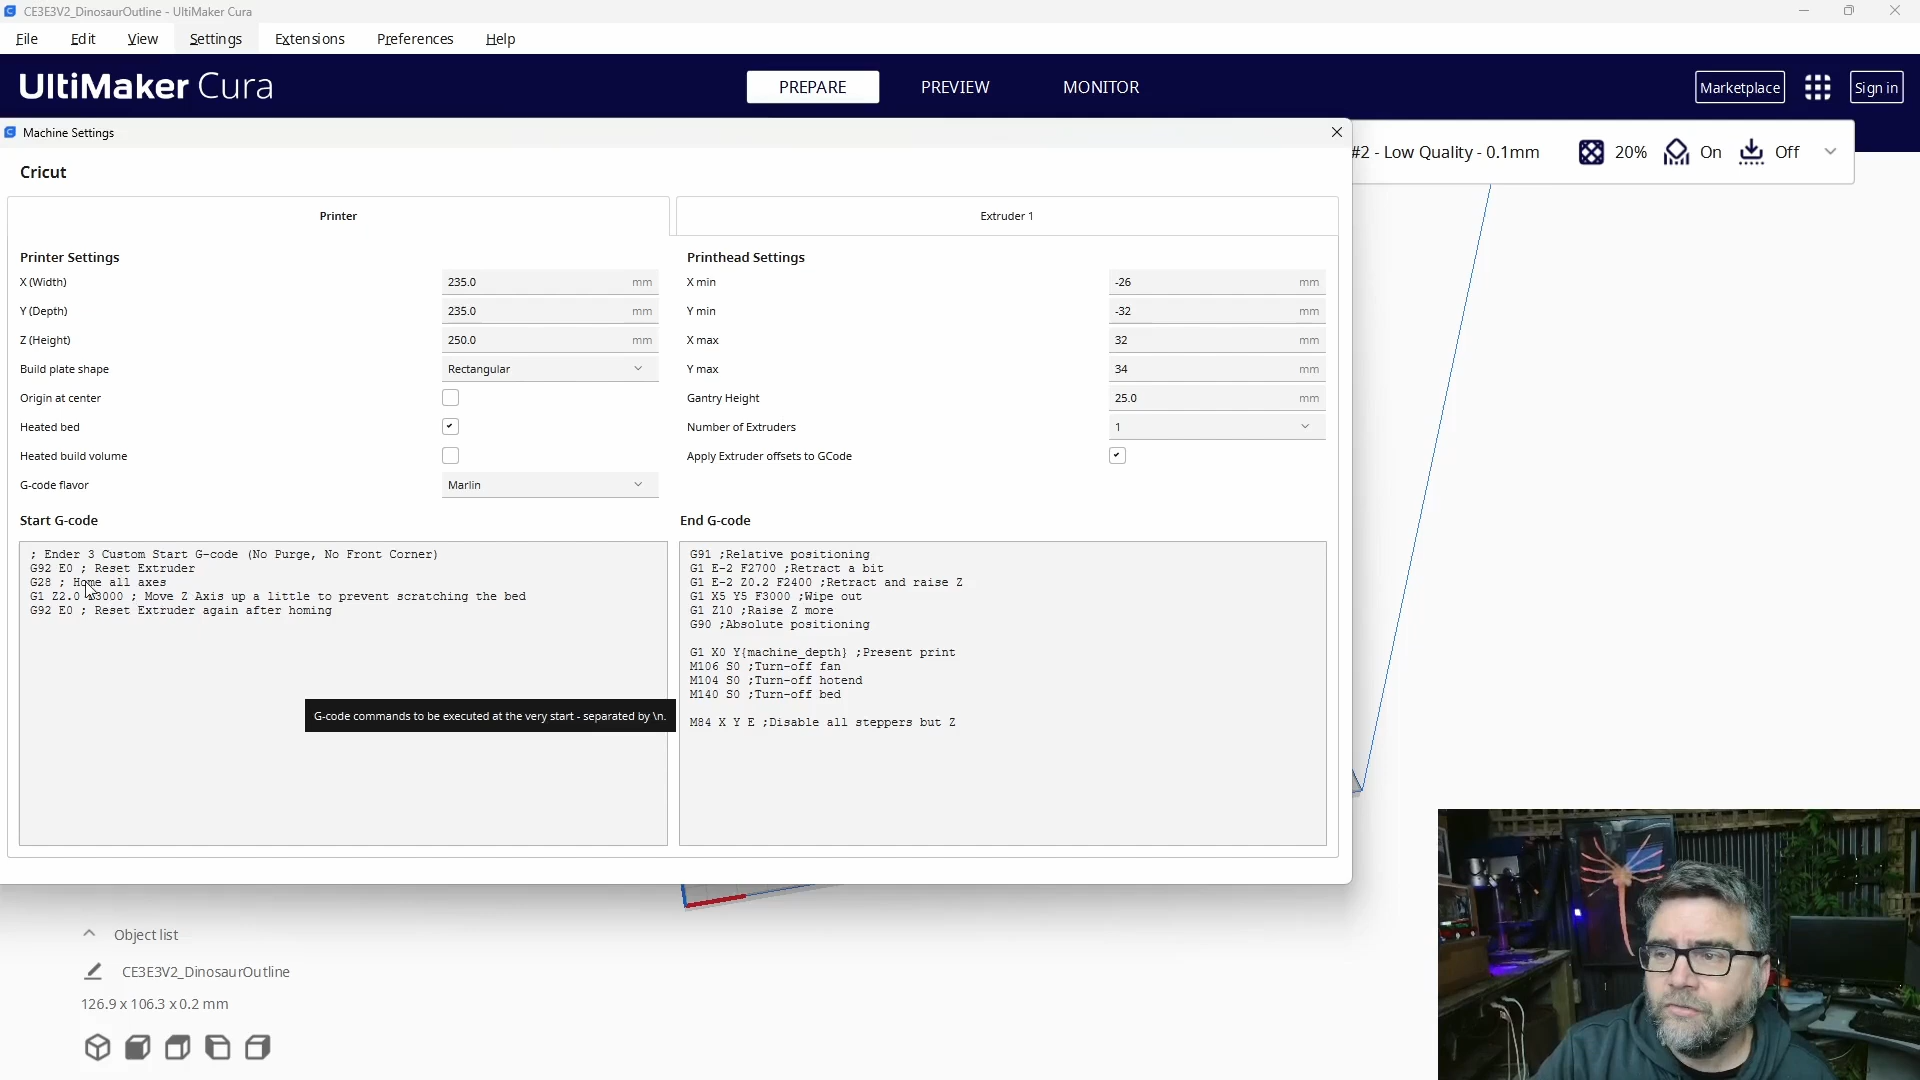 CE3E3V2_DinosaurOutline - UltiMaker Cura
File Edit View Settings Extensions Preferences Help
UltiMaker Cura
PREPARE PREVIEW MONITOR
Marketplace Sign in
Machine Settings
#2 - Low Quality - 0.1mm 20% On Off
Cricut
Printer Extruder 1
Printer Settings
X (Width) 235.0 mm
Y (Depth) 235.0 mm
Z (Height) 250.0 mm
Build plate shape Rectangular
Origin at center
Heated bed
Heated build volume
G-code flavor Marlin
Printhead Settings
X min -26 mm
Y min -32 mm
X max 32 mm
Y max 34 mm
Gantry Height 25.0 mm
Number of Extruders 1
Apply Extruder offsets to GCode
Start G-code
; Ender 3 Custom Start G-code (No Purge, No Front Corner)
G92 E0 ; Reset Extruder
G28 ; Home all axes
G1 Z2.0 F3000 ; Move Z Axis up a little to prevent scratching the bed
G92 E0 ; Reset Extruder again after homing
G-code commands to be executed at the very start - separated by \n.
End G-code
G91 ;Relative positioning
G1 E-2 F2700 ;Retract a bit
G1 E-2 Z0.2 F2400 ;Retract and raise Z
G1 X5 Y5 F3000 ;Wipe out
G1 Z10 ;Raise Z more
G90 ;Absolute positioning
G1 X0 Y{machine_depth} ;Present print
M106 S0 ;Turn-off fan
M104 S0 ;Turn-off hotend
M140 S0 ;Turn-off bed
M84 X Y E ;Disable all steppers but Z
Object list
CE3E3V2_DinosaurOutline
126.9 x 106.3 x 0.2 mm